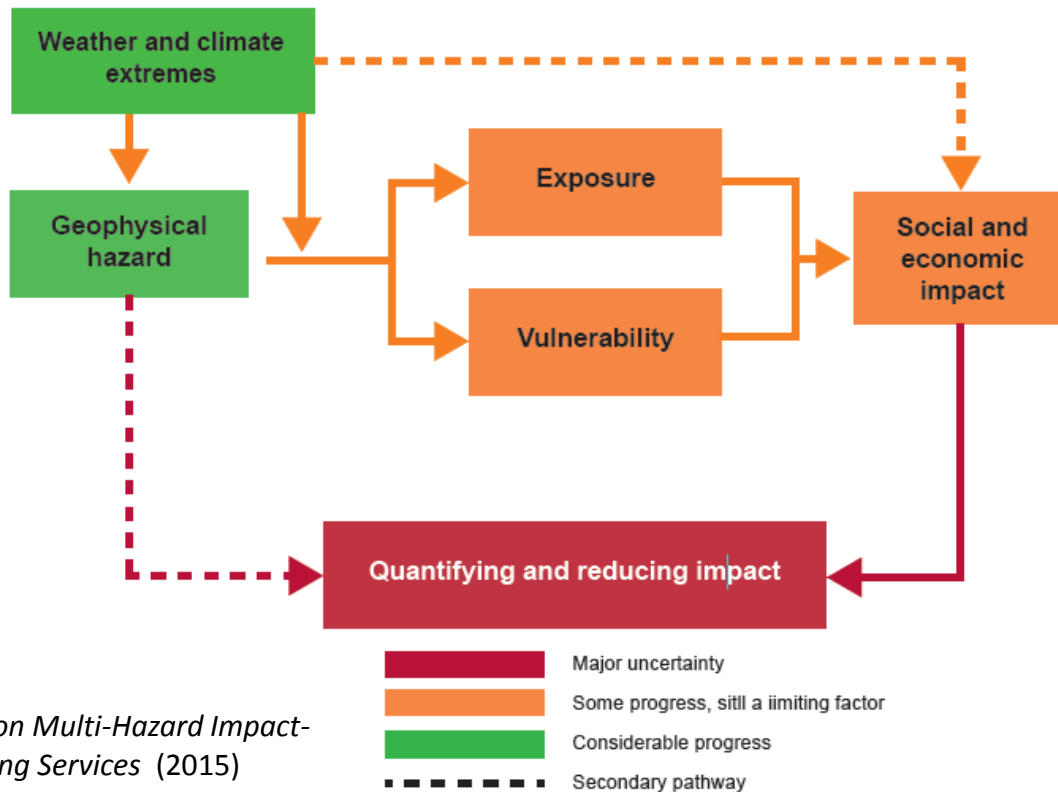 Weather and climate
extremes
Exposure
Geophysical
hazard
Social and
economic
impact
Vulnerability
Quantifying and reducing impact
Major uncertainty
Some progress, sitll a iimiting factor
on Multi-Hazard Impact-
Considerable progress
ng Services (2015)
Secondary pathway